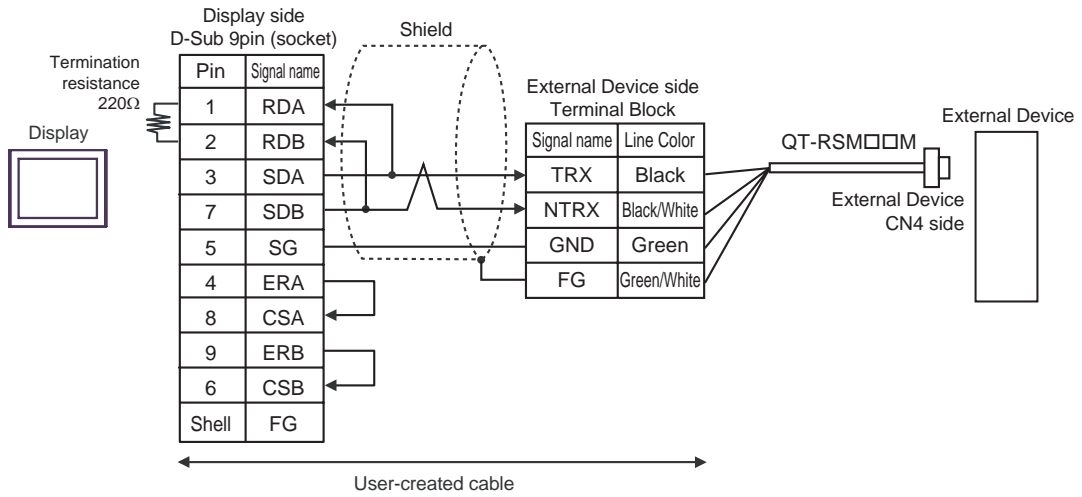 Display side
D-Sub 9pin (socket)
Shield
Termination
resistance
220Ω
Display
Pin Signal name
1 RDA
2 RDB
3 SDA
7 SDB
5 SG
4 ERA
8 CSA
9 ERB
6 CSB
Shell FG
External Device side
Terminal Block
Signal name Line Color
TRX Black
NTRX Black/White
GND Green
FG Green/White
QT-RSM□□M
External Device
CN4 side
External Device
User-created cable